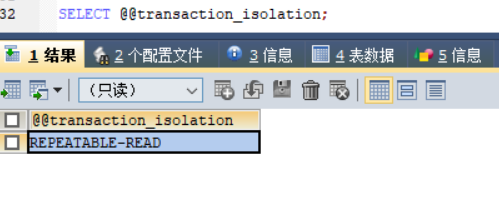 32 SELECT @@transaction_isolation;
1 结果 2 个配置文件 3 信息 4 表数据 5 信息
(只读)
@@transaction_isolation
REPEATABLE-READ